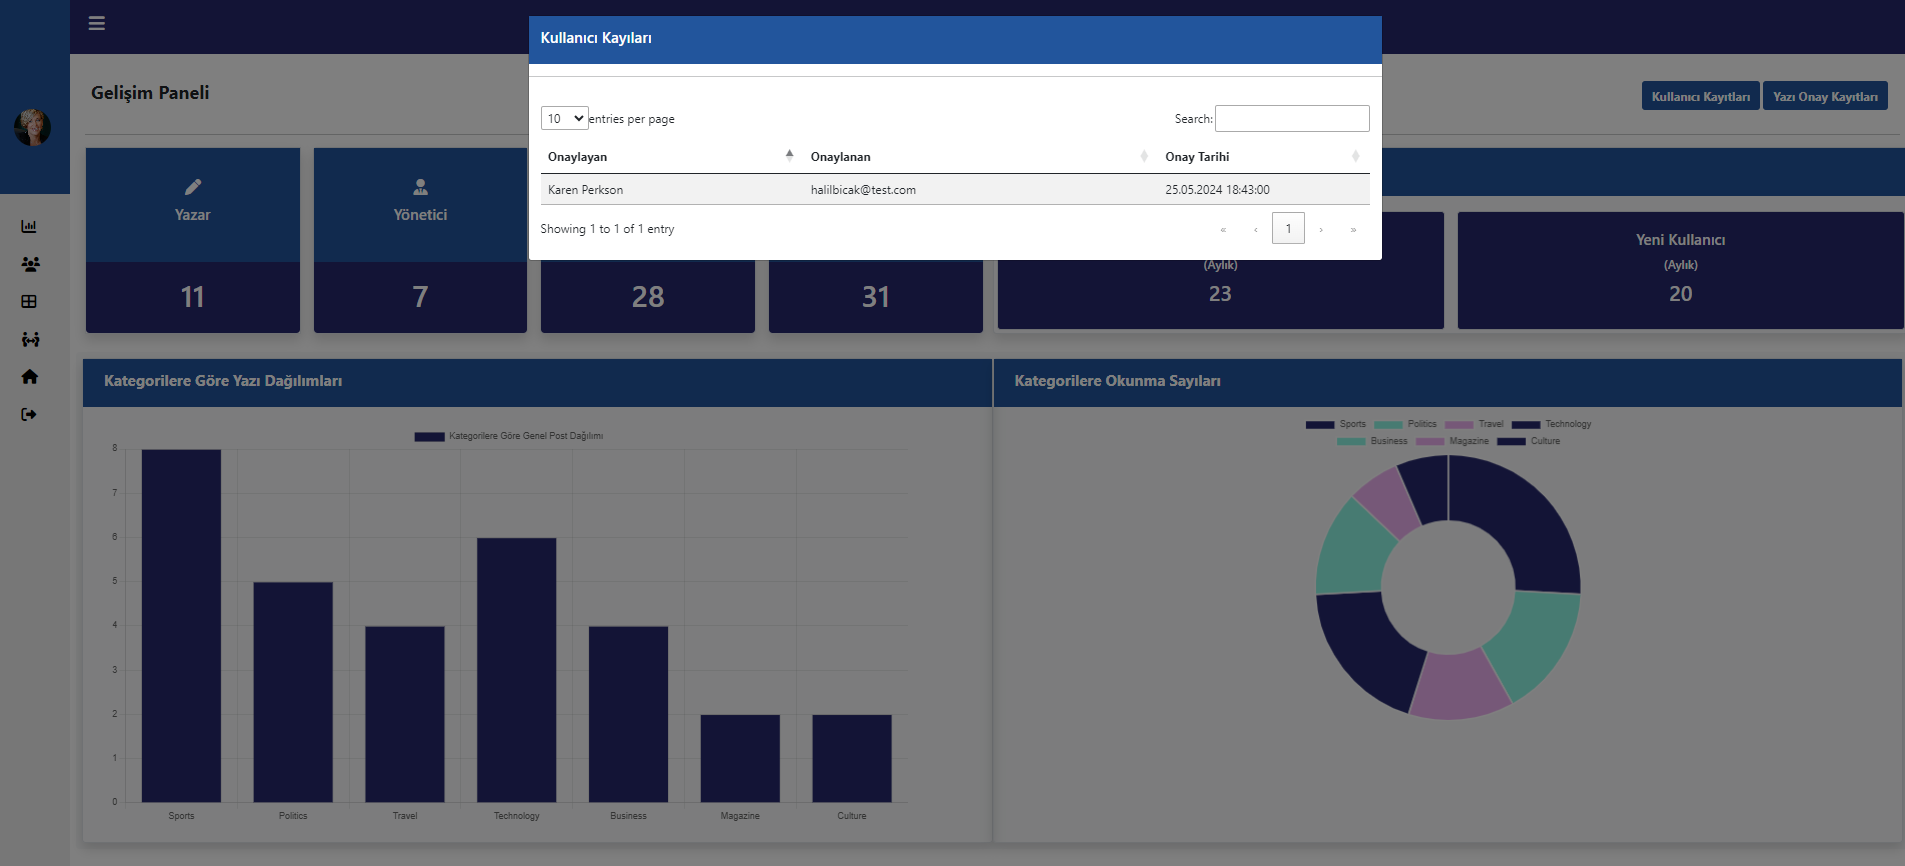 Kullanıcı Kayıları
Gelişim Paneli
Kullanıcı Kayıtları
Yazı Onay Kayıtları
10 entries per page
Search:
Onaylayan Onaylanan Onay Tarihi
Karen Perkson halilbicak@test.com 25.05.2024 18:43:00
Showing 1 to 1 of 1 entry
« ‹ 1 › »
Yazar
11
Yönetici
7
28
31
(Aylık)
23
Yeni Kullanıcı
(Aylık)
20
Kategorilere Göre Yazı Dağılımları
Kategorilere Göre Genel Post Dağılımı
8
7
6
5
4
3
2
1
0
Sports Politics Travel Technology Business Magazine Culture
Kategorilere Okunma Sayıları
Sports Politics Travel Technology
Business Magazine Culture